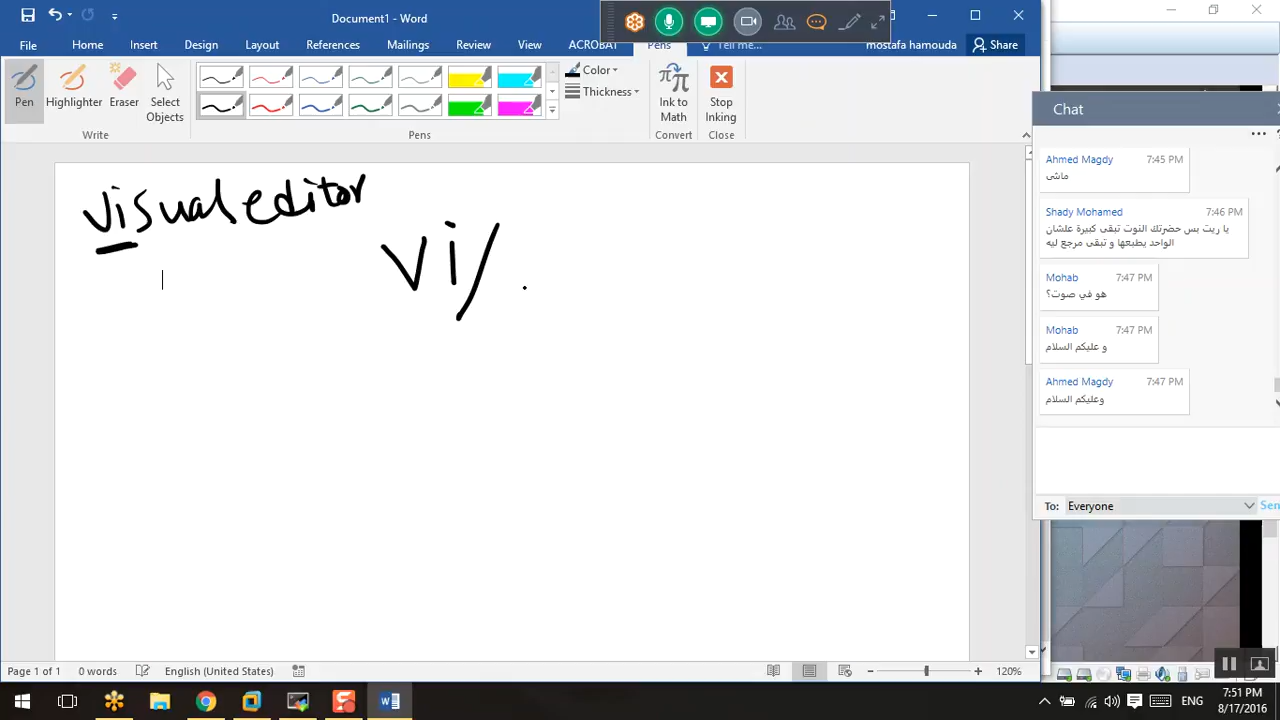 Document1 - Word
File Home Insert Design Layout References Mailings Review View ACROBAT Pens Tell me... mostafa hamouda Share
Pen Highlighter Eraser Select Objects
Color
Thickness
Ink to Math
Stop Inking
Write Pens Convert Close
visual editor
vi/
Page 1 of 1 0 words English (United States) 120%
Chat
Ahmed Magdy 7:45 PM
ماشى
Shady Mohamed 7:46 PM
يا ريت بس حضرتك النوت تبقى كبيرة علشان
الواحد يطبعها و تبقى مرجع ليه
Mohab 7:47 PM
هو في صوت؟
Mohab 7:47 PM
و عليكم السلام
Ahmed Magdy 7:47 PM
وعليكم السلام
To: Everyone Sen
ENG 7:51 PM
8/17/2016